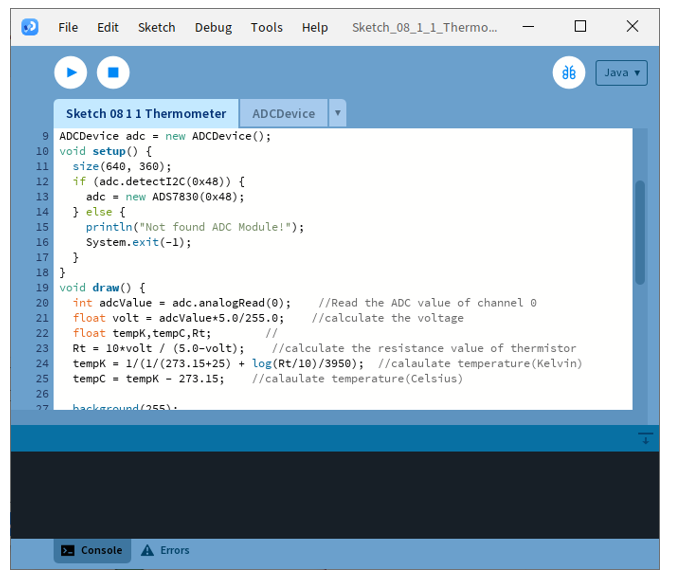 File Edit Sketch Debug Tools Help Sketch_08_1_1_Thermo...
Java ▾
Sketch 08 1 1 Thermometer ADCDevice ▾
9 ADCDevice adc = new ADCDevice();
10 void setup() {
11   size(640, 360);
12   if (adc.detectI2C(0x48)) {
13     adc = new ADS7830(0x48);
14   } else {
15     println("Not found ADC Module!");
16     System.exit(-1);
17   }
18 }
19 void draw() {
20   int adcValue = adc.analogRead(0);    //Read the ADC value of channel 0
21   float volt = adcValue*5.0/255.0;    //calculate the voltage
22   float tempK,tempC,Rt;        //
23   Rt = 10*volt / (5.0-volt);    //calculate the resistance value of thermistor
24   tempK = 1/(1/(273.15+25) + log(Rt/10)/3950);  //calaulate temperature(Kelvin)
25   tempC = tempK - 273.15;    //calaulate temperature(Celsius)
26
27   background(255);
Console Errors